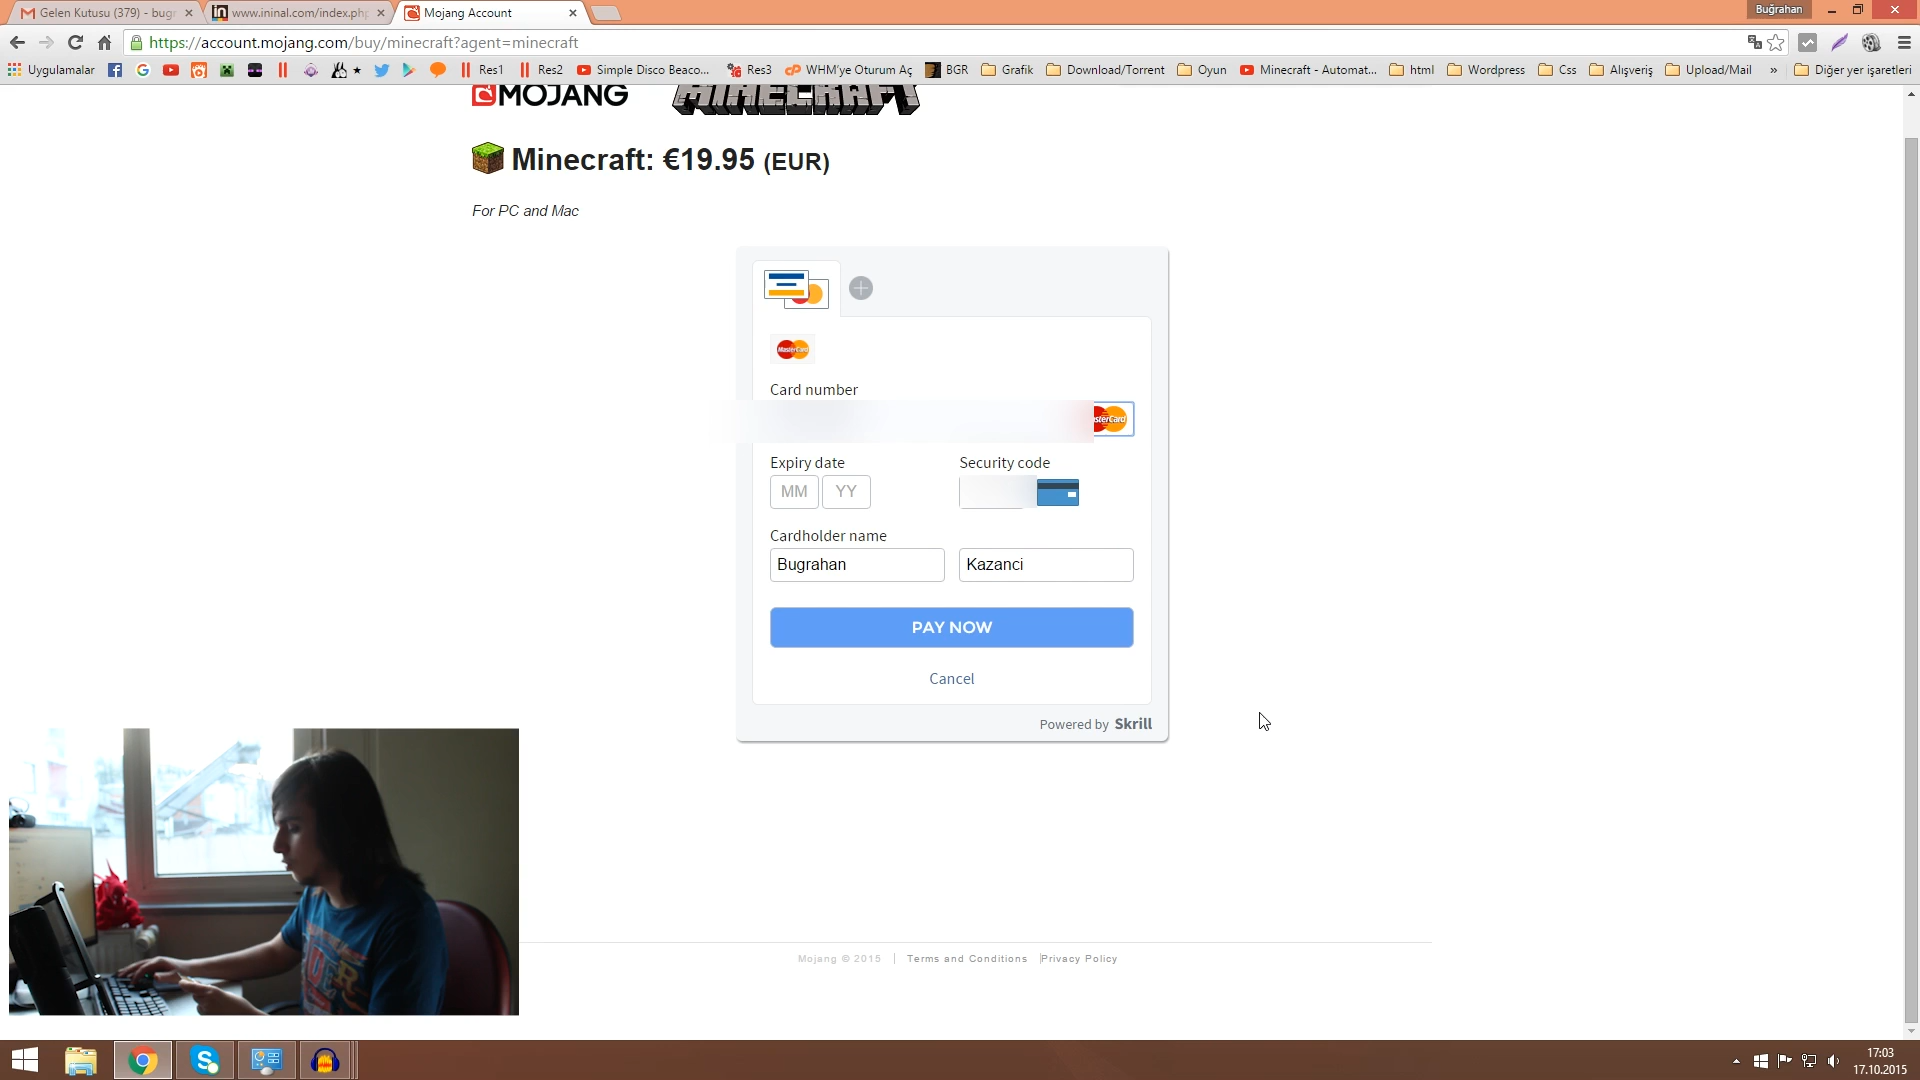 Gelen Kutusu (379) - bugr
www.ininal.com/index.php
Mojang Account
Buğrahan
https://account.mojang.com/buy/minecraft?agent=minecraft
Uygulamalar
Res1
Res2
Simple Disco Beaco...
Res3
WHM'ye Oturum Aç
BGR
Grafik
Download/Torrent
Oyun
Minecraft - Automat...
html
Wordpress
Css
Alışveriş
Upload/Mail
»
Diğer yer işaretleri
MOJANG
MINECRAFT
Minecraft: €19.95 (EUR)
For PC and Mac
MasterCard
Card number
sterCard
Expiry date
Security code
MM
YY
Cardholder name
Bugrahan
Kazanci
PAY NOW
Cancel
Powered by Skrill
Mojang © 2015 | Terms and Conditions | Privacy Policy
17:03
17.10.2015